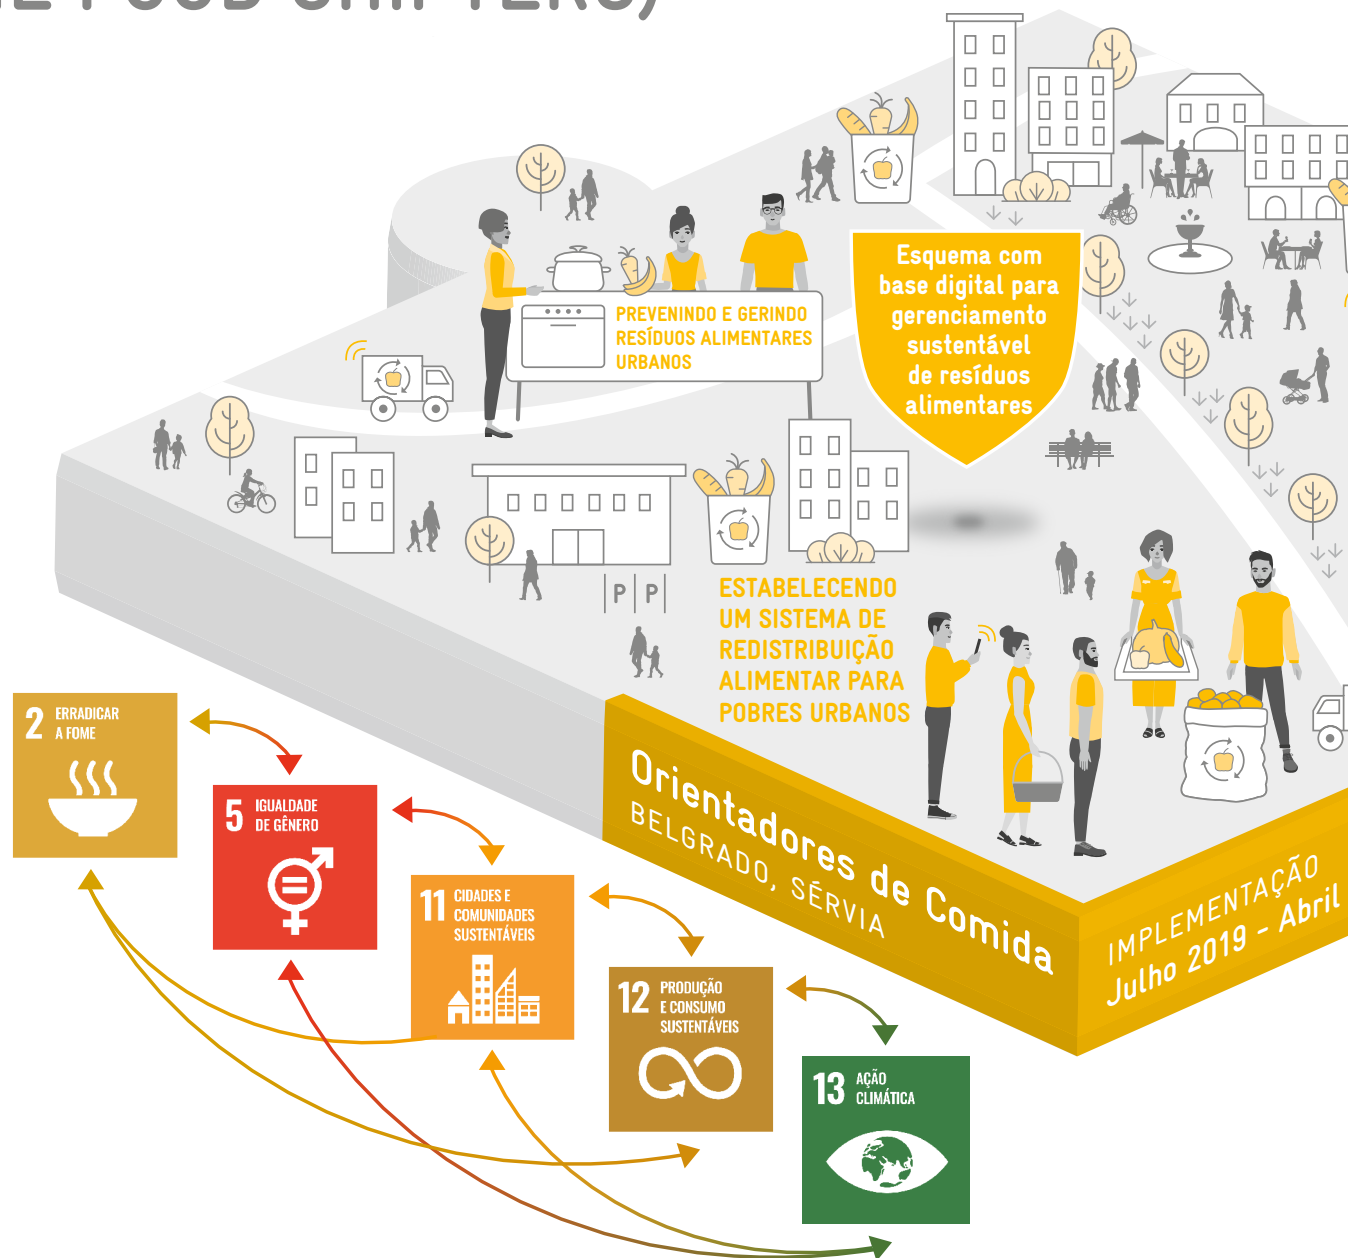 FOOD SHIFTERS)
Esquema com
base digital para
gerenciamento
sustentável
de resíduos
alimentares
PREVENINDO E GERINDO
RESÍDUOS ALIMENTARES
URBANOS
P P
ESTABELECENDO
UM SISTEMA DE
REDISTRIBUIÇÃO
ALIMENTAR PARA
POBRES URBANOS
Orientadores de Comida
BELGRADO, SÉRVIA
IMPLEMENTAÇÃO
Julho 2019 - Abril
2 ERRADICAR
A FOME
5 IGUALDADE
DE GÊNERO
11 CIDADES E
COMUNIDADES
SUSTENTÁVEIS
12 PRODUÇÃO
E CONSUMO
SUSTENTÁVEIS
13 AÇÃO
CLIMÁTICA